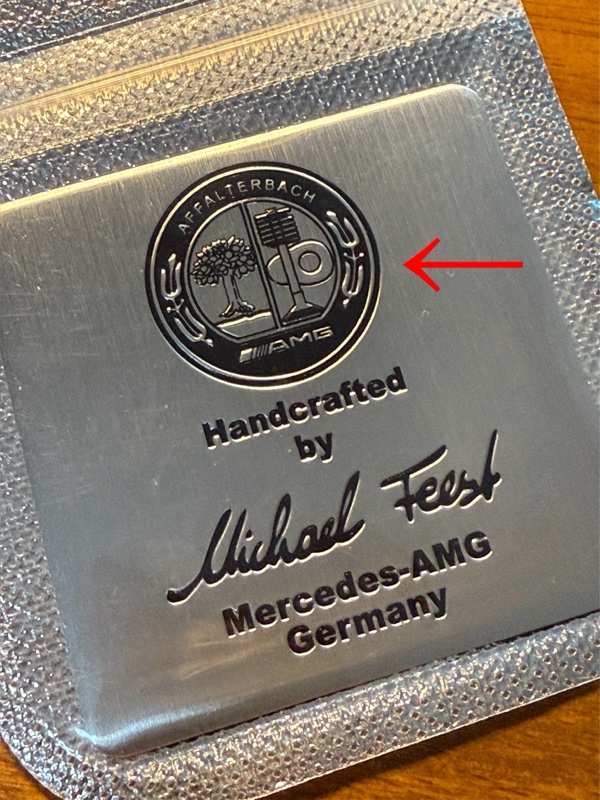 AFFALTERBACH
AMG
Handcrafted
by
Michael Feest
Mercedes-AMG
Germany